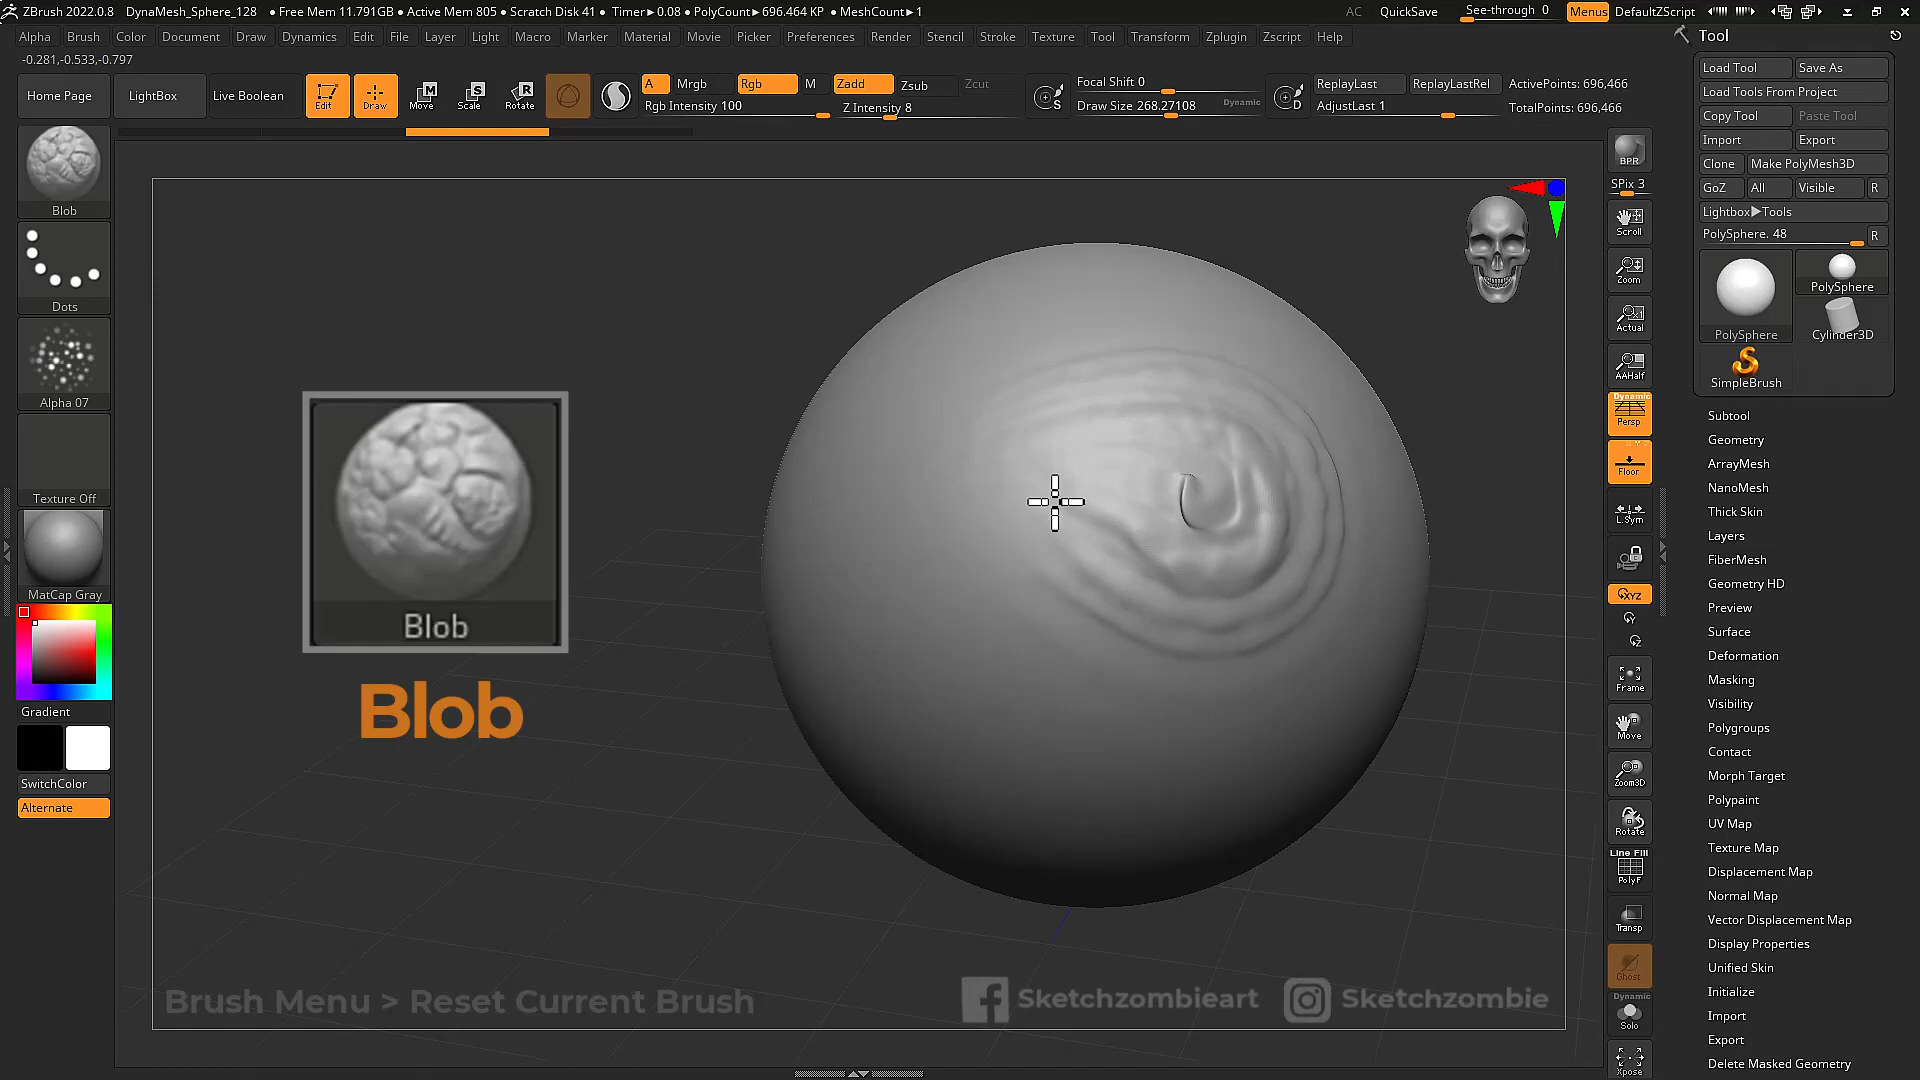 ZBrush 2022.0.8 DynaMesh_Sphere_128 ● Free Mem 11.791GB ● Active Mem 805 ● Scratch Disk 41 ● Timer►0.08 ● PolyCount►696.464 KP ● MeshCount►1 AC QuickSave See-through 0 Menus DefaultZScript
Alpha Brush Color Document Draw Dynamics Edit File Layer Light Macro Marker Material Movie Picker Preferences Render Stencil Stroke Texture Tool Transform Zplugin Zscript Help
-0.281,-0.533,-0.797
Home Page LightBox Live Boolean Edit Draw Move Scale Rotate
M S R
A Mrgb Rgb M Zadd Zsub Zcut
Rgb Intensity 100 Z Intensity 8
S Focal Shift 0
Draw Size 268.27108 Dynamic
D ReplayLast ReplayLastRel
AdjustLast 1
ActivePoints: 696,466
TotalPoints: 696,466
Blob
Dots
Alpha 07
Texture Off
MatCap Gray
Gradient
SwitchColor
Alternate
Blob
Blob
Brush Menu > Reset Current Brush
Sketchzombieart
Sketchzombie
BPR
SPix 3
Scroll
Zoom
Actual
AAHalf
Dynamic
Persp
Floor
L.Sym
XYZ
Y
Z
Frame
Move
Zoom3D
Rotate
Line Fill
PolyF
Transp
Ghost
Dynamic
Solo
Xpose
Tool
Load Tool Save As
Load Tools From Project
Copy Tool Paste Tool
Import Export
Clone Make PolyMesh3D
GoZ All Visible R
Lightbox►Tools
PolySphere. 48 R
PolySphere
PolySphere
Cylinder3D
SimpleBrush
Subtool
Geometry
ArrayMesh
NanoMesh
Thick Skin
Layers
FiberMesh
Geometry HD
Preview
Surface
Deformation
Masking
Visibility
Polygroups
Contact
Morph Target
Polypaint
UV Map
Texture Map
Displacement Map
Normal Map
Vector Displacement Map
Display Properties
Unified Skin
Initialize
Import
Export
Delete Masked Geometry